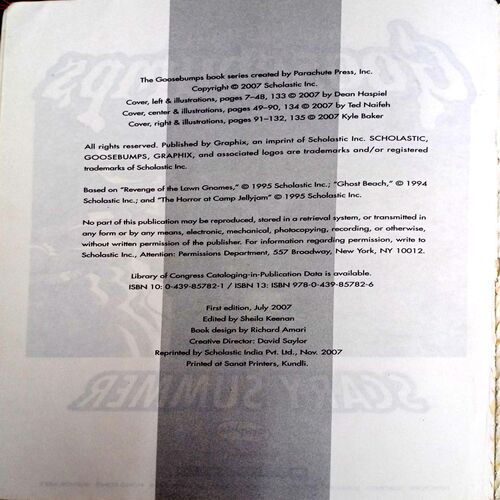 The Goosebumps book series created by Parachute Press, Inc.
Copyright © 2007 Scholastic Inc.
Cover, left & illustrations, pages 7–48, 133 © 2007 by Dean Haspiel
Cover, center & illustrations, pages 49–90, 134 © 2007 by Ted Naifeh
Cover, right & illustrations, pages 91–132, 135 © 2007 Kyle Baker
All rights reserved. Published by Graphix, an imprint of Scholastic Inc. SCHOLASTIC,
GOOSEBUMPS, GRAPHIX, and associated logos are trademarks and/or registered
trademarks of Scholastic Inc.
Based on “Revenge of the Lawn Gnomes,” © 1995 Scholastic Inc.; “Ghost Beach,” © 1994
Scholastic Inc.; and “The Horror at Camp Jellyjam” © 1995 Scholastic Inc.
No part of this publication may be reproduced, stored in a retrieval system, or transmitted in
any form or by any means, electronic, mechanical, photocopying, recording, or otherwise,
without written permission of the publisher. For information regarding permission, write to
Scholastic Inc., Attention: Permissions Department, 557 Broadway, New York, NY 10012.
Library of Congress Cataloging-in-Publication Data is available.
ISBN 10: 0-439-85782-1 / ISBN 13: ISBN 978-0-439-85782-6
First edition, July 2007
Edited by Sheila Keenan
Book design by Richard Amari
Creative Director: David Saylor
Reprinted by Scholastic India Pvt. Ltd., Nov. 2007
Printed at Sanat Printers, Kundli.
SCARY SUMMER